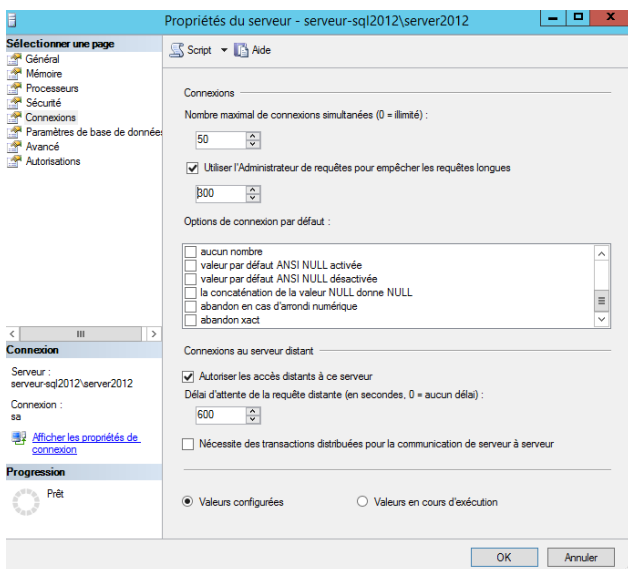 Propriétés du serveur - serveur-sql2012\server2012
Sélectionner une page
Général
Mémoire
Processeurs
Sécurité
Connexions
Paramètres de base de données
Avancé
Autorisations
Script
Aide
Connexions
Nombre maximal de connexions simultanées (0 = illimité) :
50
Utiliser l'Administrateur de requêtes pour empêcher les requêtes longues
300
Options de connexion par défaut :
aucun nombre
valeur par défaut ANSI NULL activée
valeur par défaut ANSI NULL désactivée
la concaténation de la valeur NULL donne NULL
abandon en cas d'arrondi numérique
abandon xact
Connexions au serveur distant
Autoriser les accès distants à ce serveur
Délai d'attente de la requête distante (en secondes, 0 = aucun délai) :
600
Nécessite des transactions distribuées pour la communication de serveur à serveur
Valeurs configurées
Valeurs en cours d'exécution
Connexion
Serveur :
serveur-sql2012\server2012
Connexion :
sa
Afficher les propriétés de
connexion
Progression
Prêt
OK
Annuler